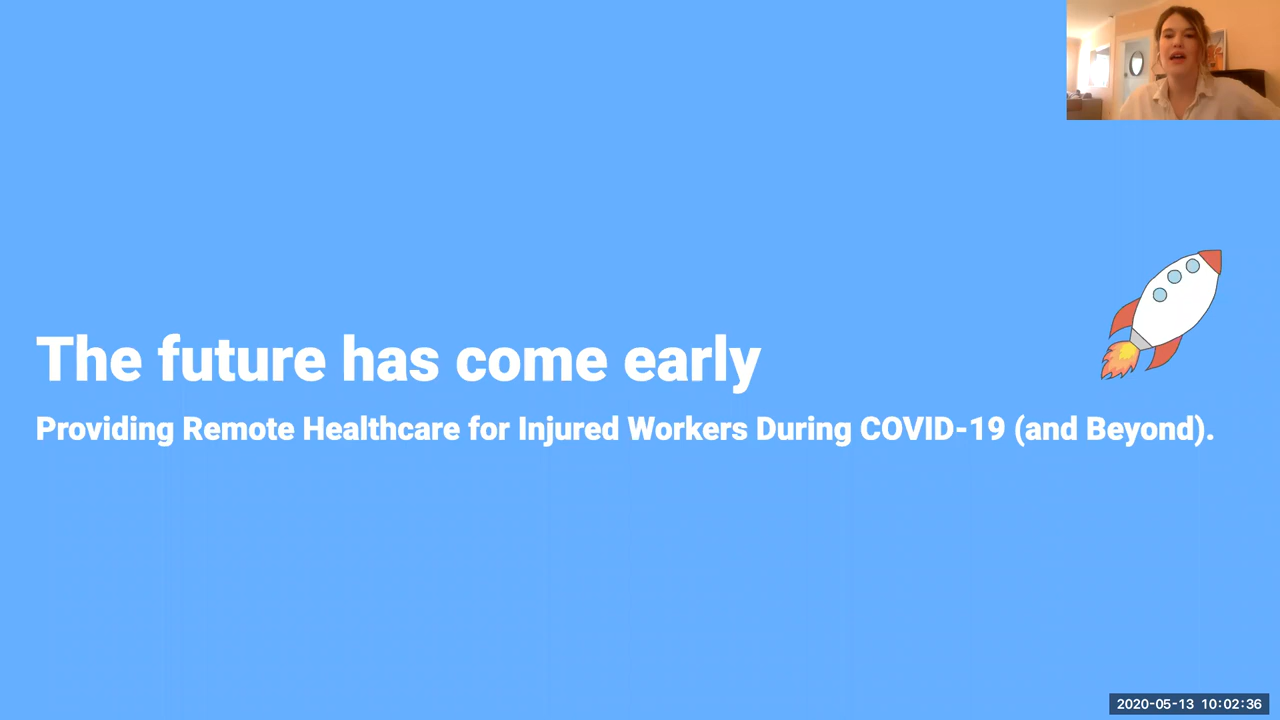 The future has come early
Providing Remote Healthcare for Injured Workers During COVID-19 (and Beyond).
2020-05-13 10:02:36